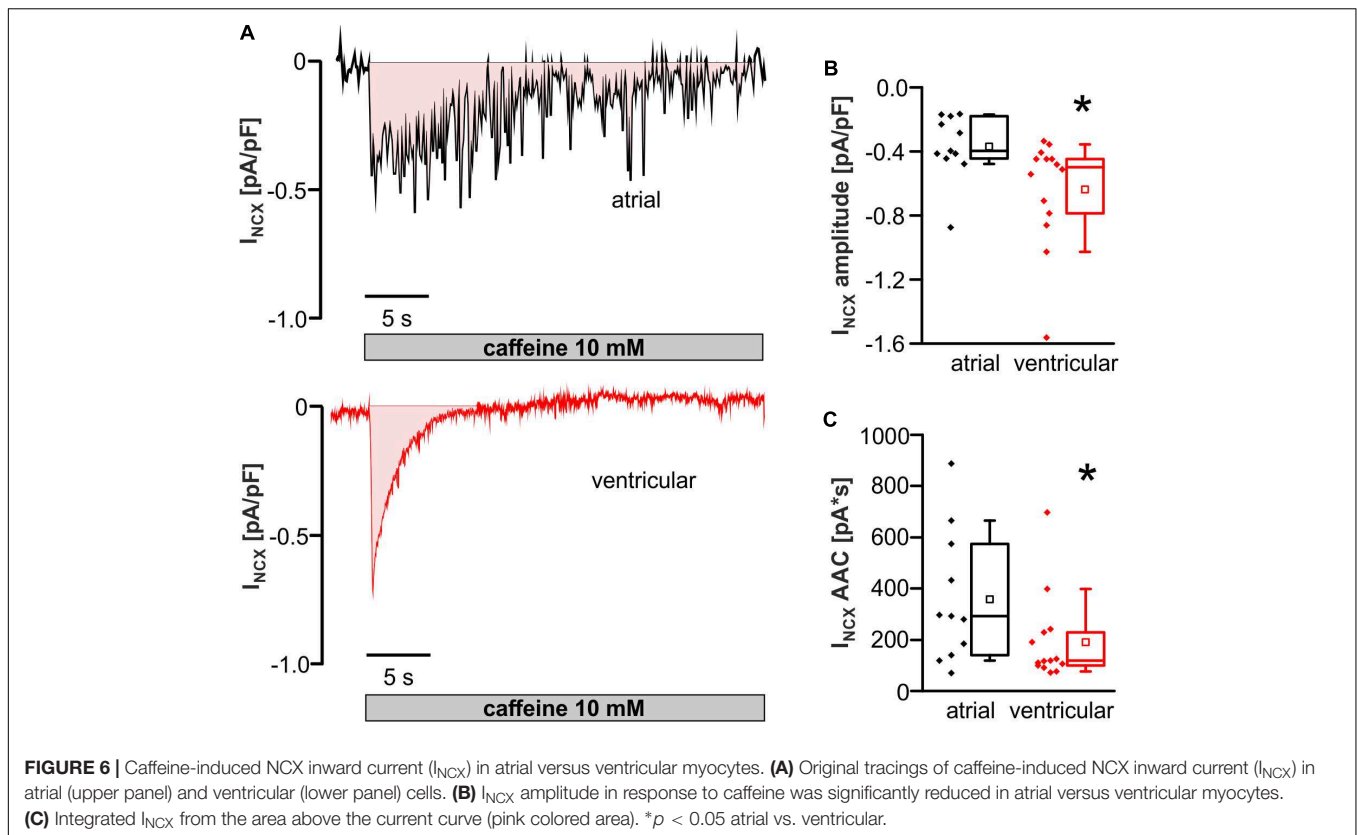 A
0
-0.5
-1.0
I_NCX [pA/pF]
atrial
5 s
caffeine 10 mM
0
-0.5
-1.0
I_NCX [pA/pF]
ventricular
5 s
caffeine 10 mM
B
0.0
-0.4
-0.8
-1.2
-1.6
I_NCX amplitude [pA/pF]
*
atrial ventricular
C
1000
800
600
400
200
0
I_NCX AAC [pA*s]
*
atrial ventricular
FIGURE 6 | Caffeine-induced NCX inward current (I_NCX) in atrial versus ventricular myocytes. (A) Original tracings of caffeine-induced NCX inward current (I_NCX) in
atrial (upper panel) and ventricular (lower panel) cells. (B) I_NCX amplitude in response to caffeine was significantly reduced in atrial versus ventricular myocytes.
(C) Integrated I_NCX from the area above the current curve (pink colored area). *p < 0.05 atrial vs. ventricular.